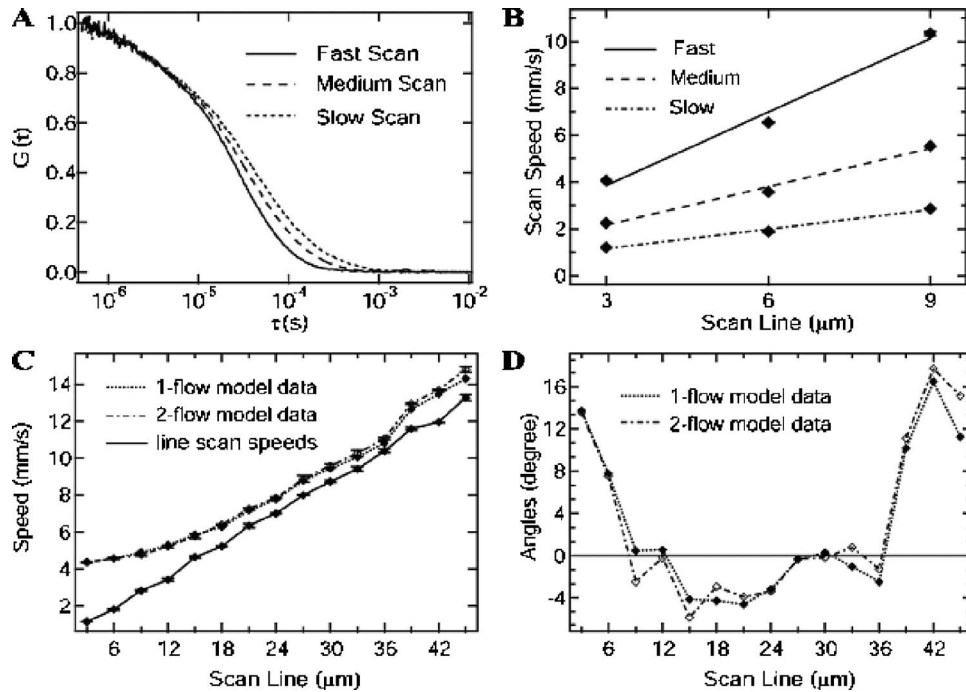 A
G(t)
1.0
0.8
0.6
0.4
0.2
0.0
Fast Scan
Medium Scan
Slow Scan
10-6
10-5
10-4
10-3
10-2
τ(s)
B
Scan Speed (mm/s)
10
8
6
4
2
0
Fast
Medium
Slow
3
6
9
Scan Line (μm)
C
Speed (mm/s)
14
12
10
8
6
4
2
1-flow model data
2-flow model data
line scan speeds
6
12
18
24
30
36
42
Scan Line (μm)
D
Angles (degree)
16
12
8
4
0
-4
1-flow model data
2-flow model data
6
12
18
24
30
36
42
Scan Line (μm)